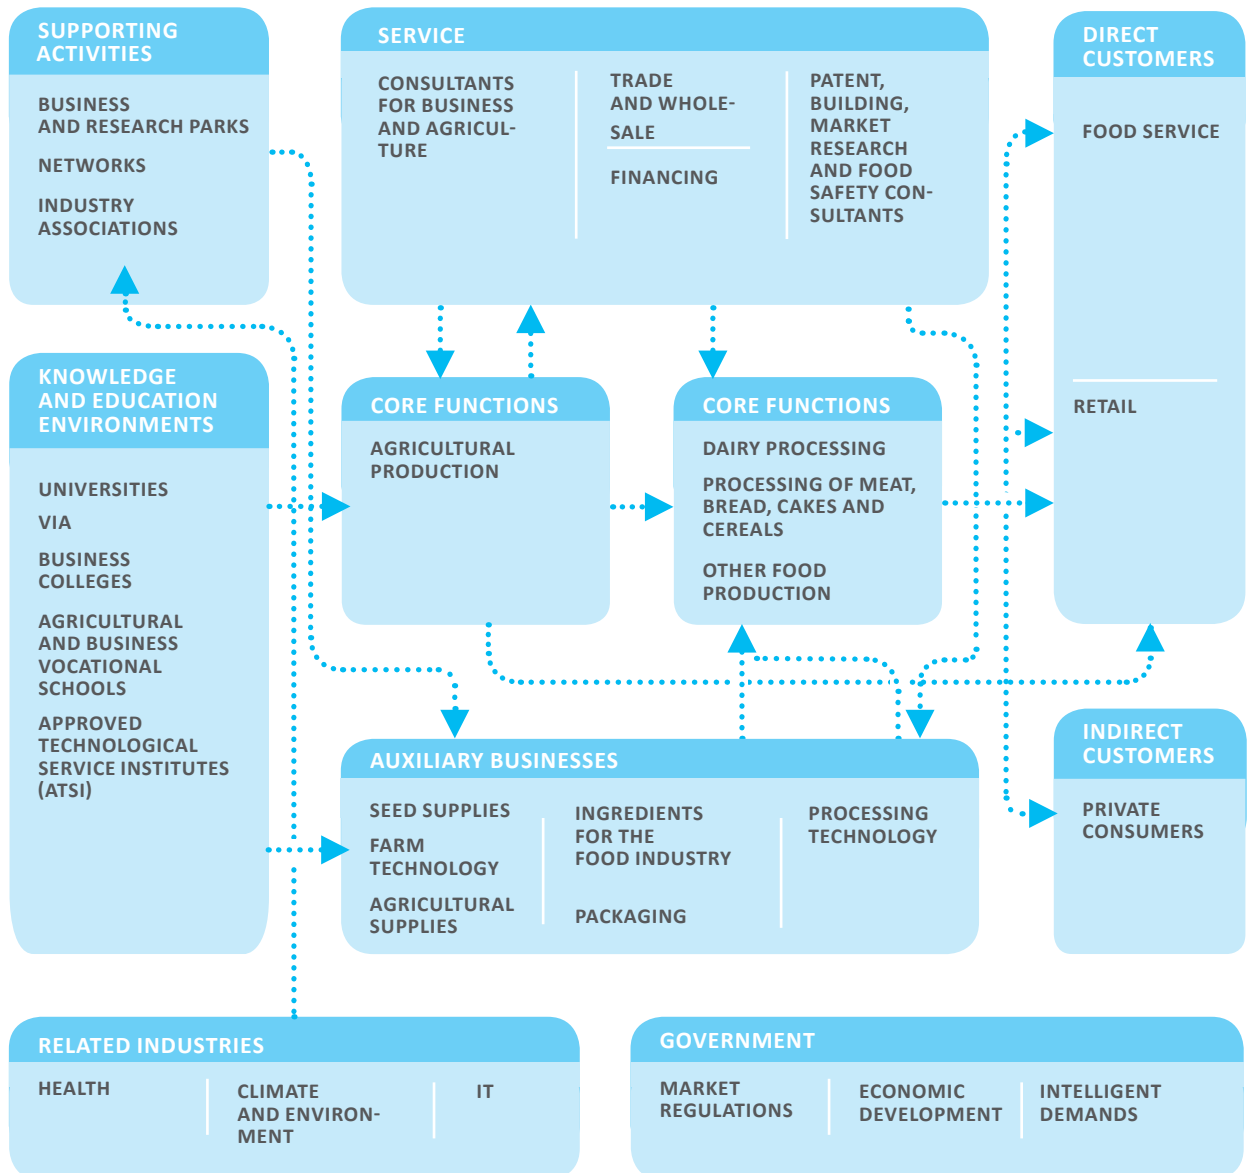 SUPPORTING
ACTIVITIES
BUSINESS
AND RESEARCH PARKS
NETWORKS
INDUSTRY
ASSOCIATIONS
SERVICE
CONSULTANTS
FOR BUSINESS
AND AGRICUL-
TURE
TRADE
AND WHOLE-
SALE
FINANCING
PATENT,
BUILDING,
MARKET
RESEARCH
AND FOOD
SAFETY CON-
SULTANTS
DIRECT
CUSTOMERS
FOOD SERVICE
RETAIL
KNOWLEDGE
AND EDUCATION
ENVIRONMENTS
UNIVERSITIES
VIA
BUSINESS
COLLEGES
AGRICULTURAL
AND BUSINESS
VOCATIONAL
SCHOOLS
APPROVED
TECHNOLOGICAL
SERVICE INSTITUTES
(ATSI)
CORE FUNCTIONS
AGRICULTURAL
PRODUCTION
CORE FUNCTIONS
DAIRY PROCESSING
PROCESSING OF MEAT,
BREAD, CAKES AND
CEREALS
OTHER FOOD
PRODUCTION
AUXILIARY BUSINESSES
SEED SUPPLIES
FARM
TECHNOLOGY
AGRICULTURAL
SUPPLIES
INGREDIENTS
FOR THE
FOOD INDUSTRY
PACKAGING
PROCESSING
TECHNOLOGY
INDIRECT
CUSTOMERS
PRIVATE
CONSUMERS
RELATED INDUSTRIES
HEALTH
CLIMATE
AND ENVIRON-
MENT
IT
GOVERNMENT
MARKET
REGULATIONS
ECONOMIC
DEVELOPMENT
INTELLIGENT
DEMANDS